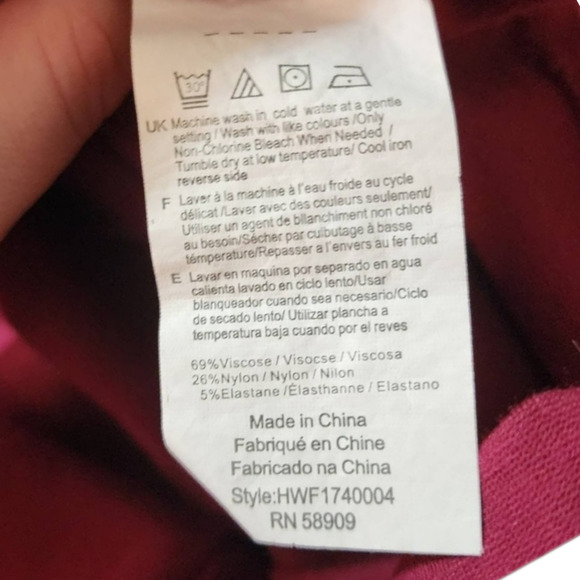 30°
UK Machine wash in cold water at a gentle
setting / Wash with like colours /Only
Non-Chlorine Bleach When Needed /
Tumble dry at low temperature/ Cool iron
reverse side
F Laver à la machine à l'eau froide au cycle
délicat /Laver avec des couleurs seulement/
Utiliser un agent de bllanchiment non chloré
au besoin/Sécher par culbutage à basse
température/Repasser a l'envers au fer froid
E Lavar en maquina por separado en agua
calienta lavado en ciclo lento/Usar
blanqueador cuando sea necesario/Ciclo
de secado lento/ Utilizar plancha a
temperatura baja cuando por el reves
69%Viscose / Visocse / Viscosa
26%Nylon / Nylon / Nilon
5%Elastane /Élasthanne / Elastano
Made in China
Fabriqué en Chine
Fabricado na China
Style:HWF1740004
RN 58909